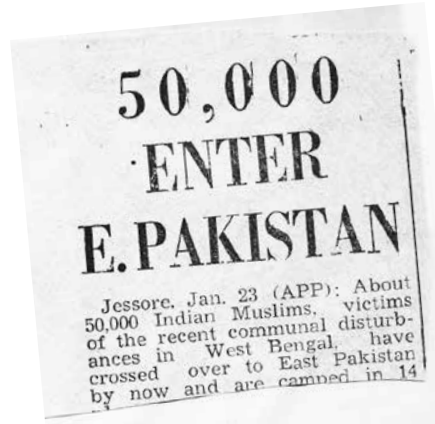 50,000
ENTER
E. PAKISTAN
Jessore, Jan. 23 (APP): About
50,000 Indian Muslims, victims
of the recent communal disturb-
ances in West Bengal, have
crossed over to East Pakistan
by now and are camped in 14